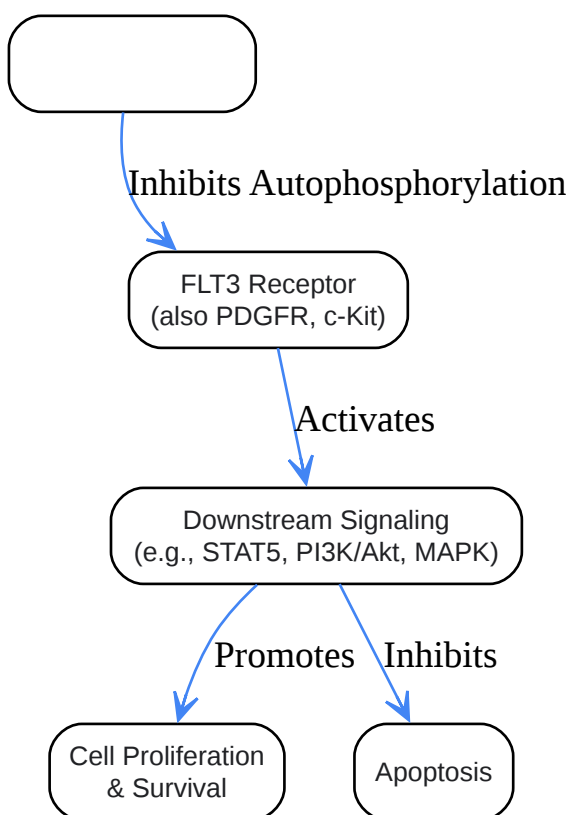 Inhibits Autophosphorylation
FLT3 Receptor
(also PDGFR, c-Kit)
Activates
Downstream Signaling
(e.g., STAT5, PI3K/Akt, MAPK)
Promotes
Inhibits
Cell Proliferation
& Survival
Apoptosis